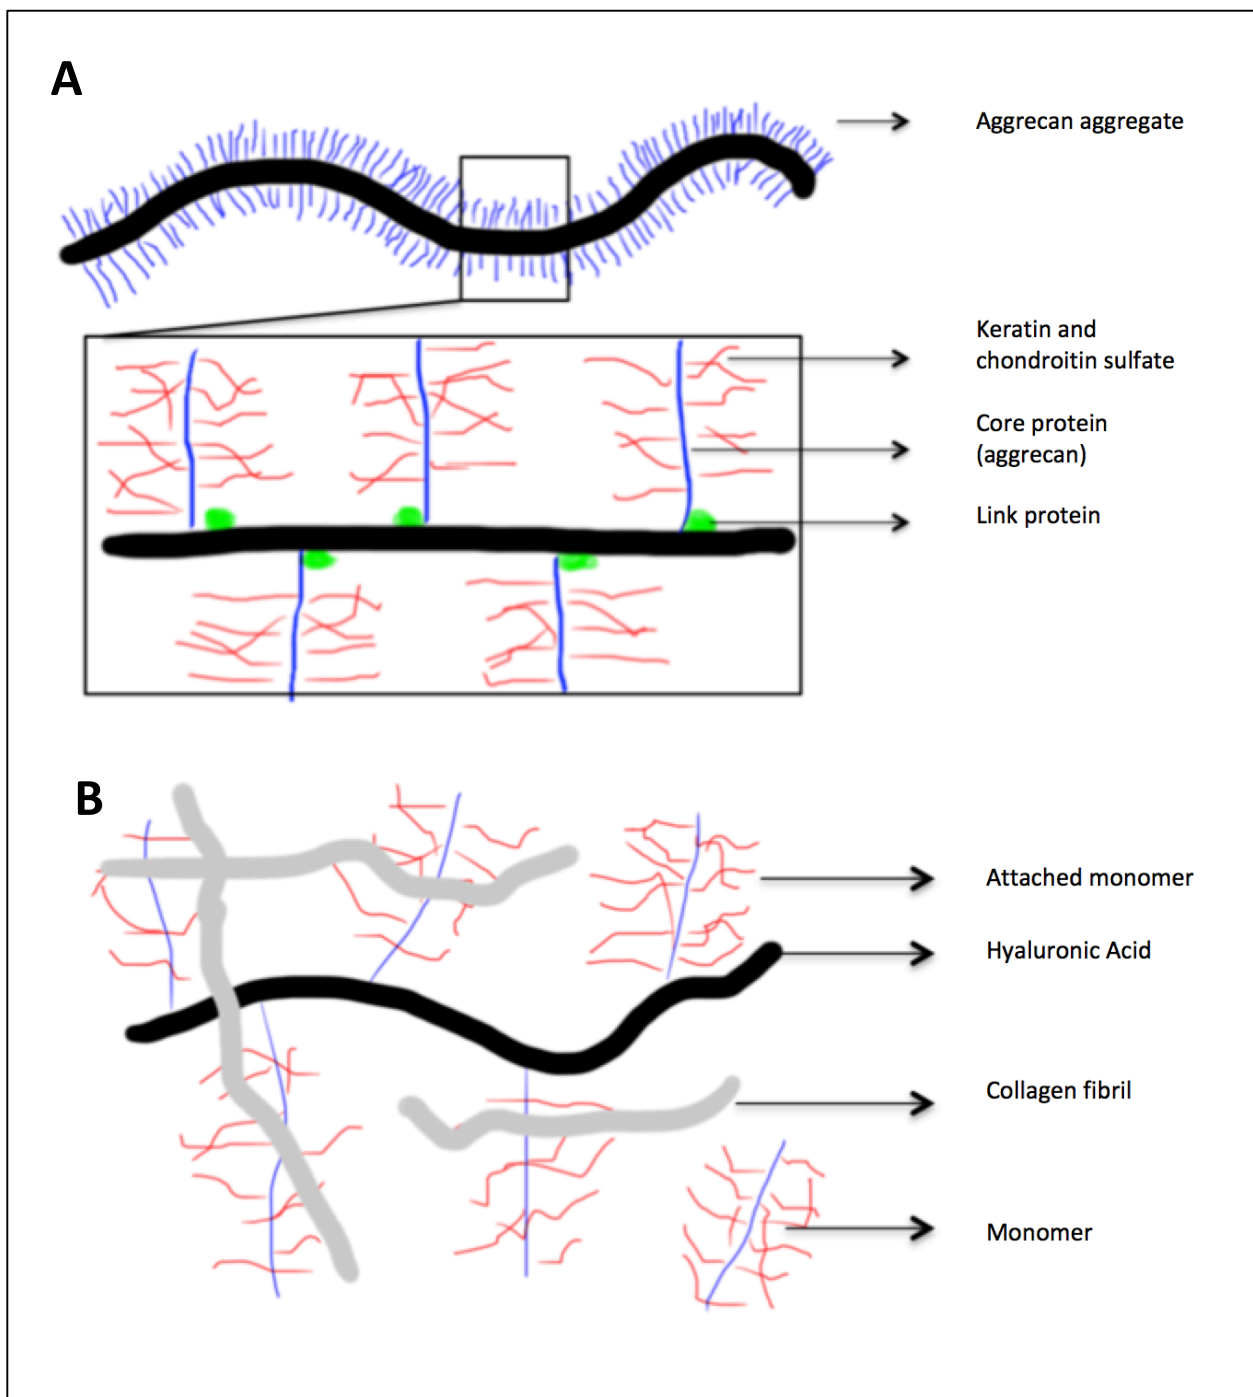 A
Aggrecan aggregate
Keratin and
chondroitin sulfate
Core protein
(aggrecan)
Link protein
B
Attached monomer
Hyaluronic Acid
Collagen fibril
Monomer